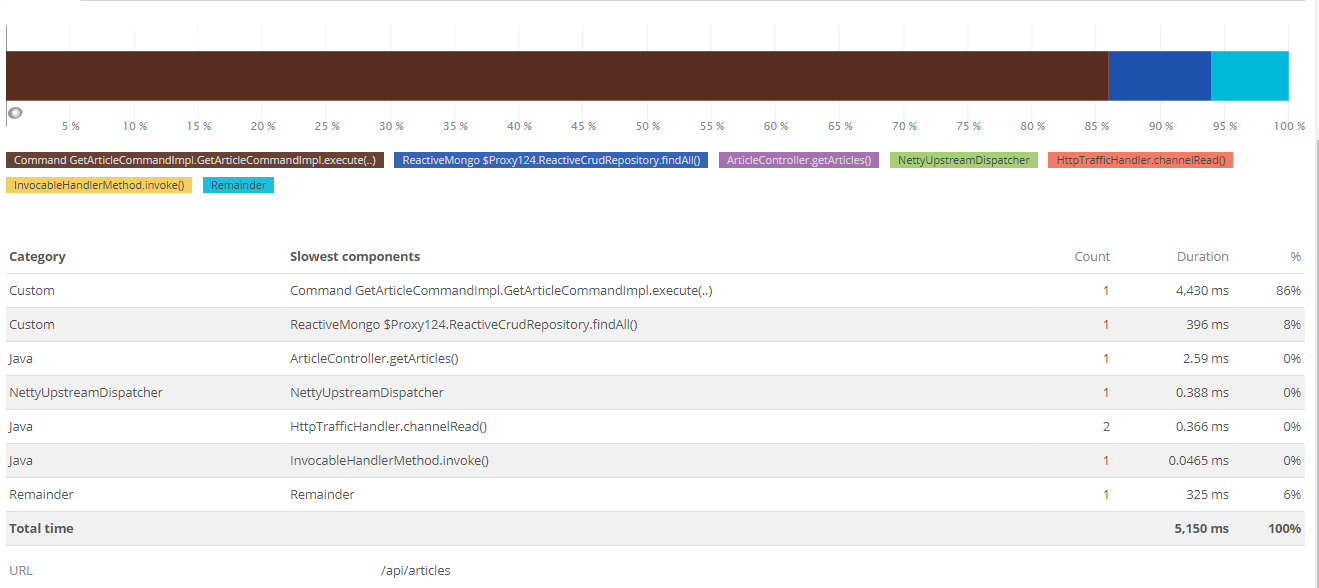 5 % 10 % 15 % 20 % 25 % 30 % 35 % 40 % 45 % 50 % 55 % 60 % 65 % 70 % 75 % 80 % 85 % 90 % 95 % 100 %
Command GetArticleCommandImpl.GetArticleCommandImpl.execute(..) ReactiveMongo $Proxy124.ReactiveCrudRepository.findAll() ArticleController.getArticles() NettyUpstreamDispatcher HttpTrafficHandler.channelRead()
InvocableHandlerMethod.invoke() Remainder
Category Slowest components Count Duration %
Custom Command GetArticleCommandImpl.GetArticleCommandImpl.execute(..) 1 4,430 ms 86%
Custom ReactiveMongo $Proxy124.ReactiveCrudRepository.findAll() 1 396 ms 8%
Java ArticleController.getArticles() 1 2.59 ms 0%
NettyUpstreamDispatcher NettyUpstreamDispatcher 1 0.388 ms 0%
Java HttpTrafficHandler.channelRead() 2 0.366 ms 0%
Java InvocableHandlerMethod.invoke() 1 0.0465 ms 0%
Remainder Remainder 1 325 ms 6%
Total time 5,150 ms 100%
URL /api/articles